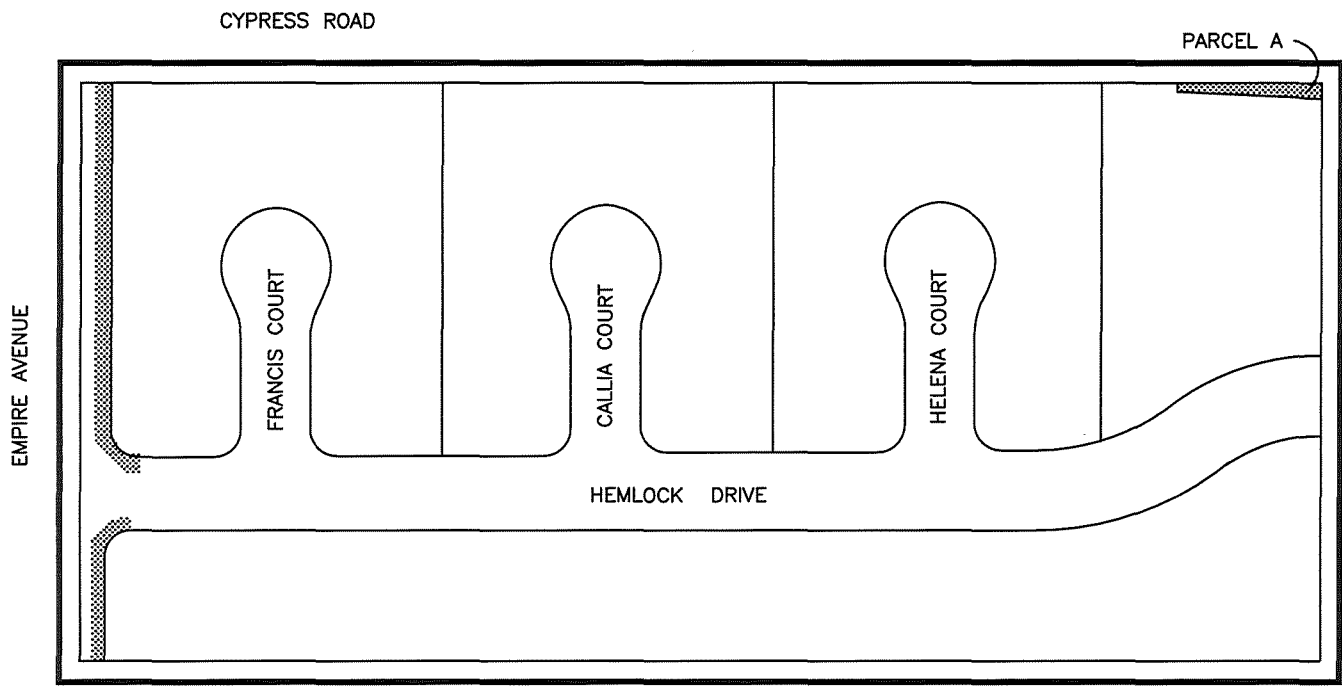 CYPRESS ROAD
PARCEL A
EMPIRE AVENUE
FRANCIS COURT
CALLIA COURT
HELENA COURT
HEMLOCK DRIVE